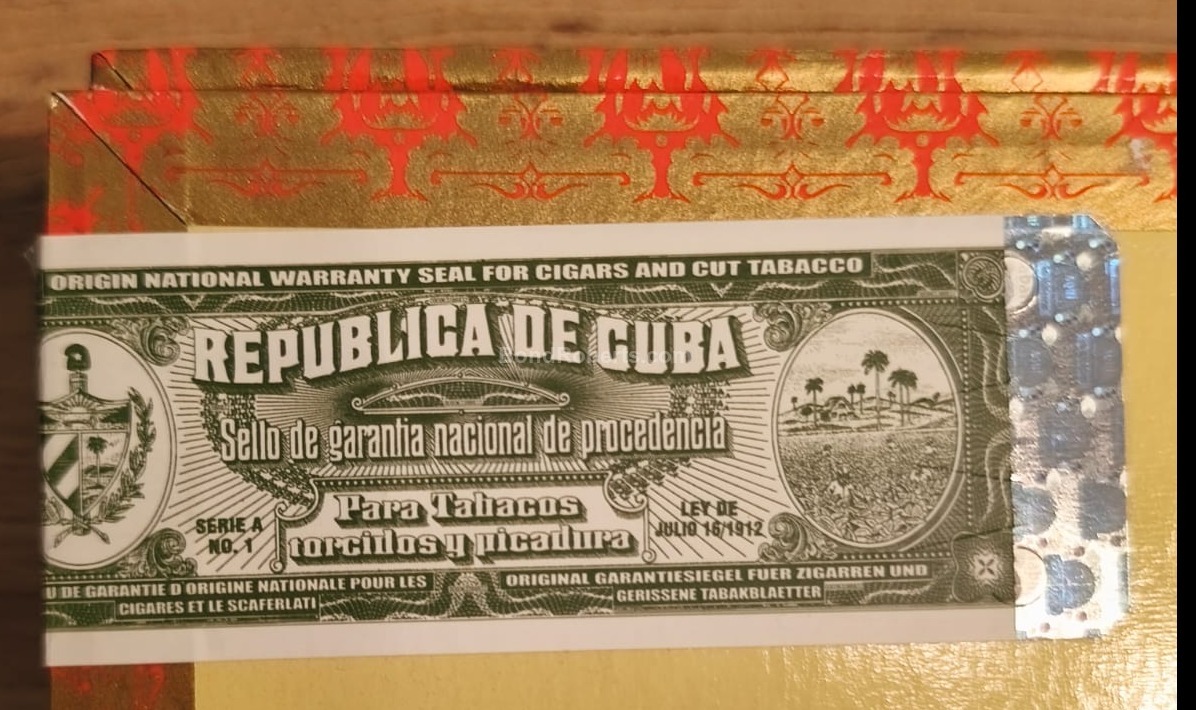 ORIGIN NATIONAL WARRANTY SEAL FOR CIGARS AND CUT TABACCO
REPUBLICA DE CUBA
Sello de garantia nacional de procedencia
Para Tabacos
torcidos y picadura
SERIE A
NO. 1
LEY DE
JULIO 16/1912
U DE GARANTIE D ORIGINE NATIONALE POUR LES
CIGARES ET LE SCAFERLATI
ORIGINAL GARANTIESIEGEL FUER ZIGARREN UND
GERISSENE TABAKBLAETTER